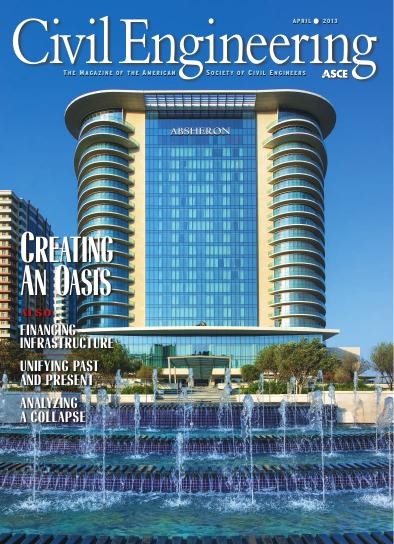 APRIL • 2013
Civil Engineering
THE MAGAZINE OF THE AMERICAN SOCIETY OF CIVIL ENGINEERS
ASCE
ABSHERON
CREATING
AN OASIS
ALSO:
FINANCING
INFRASTRUCTURE
UNIFYING PAST
AND PRESENT
ANALYZING
A COLLAPSE